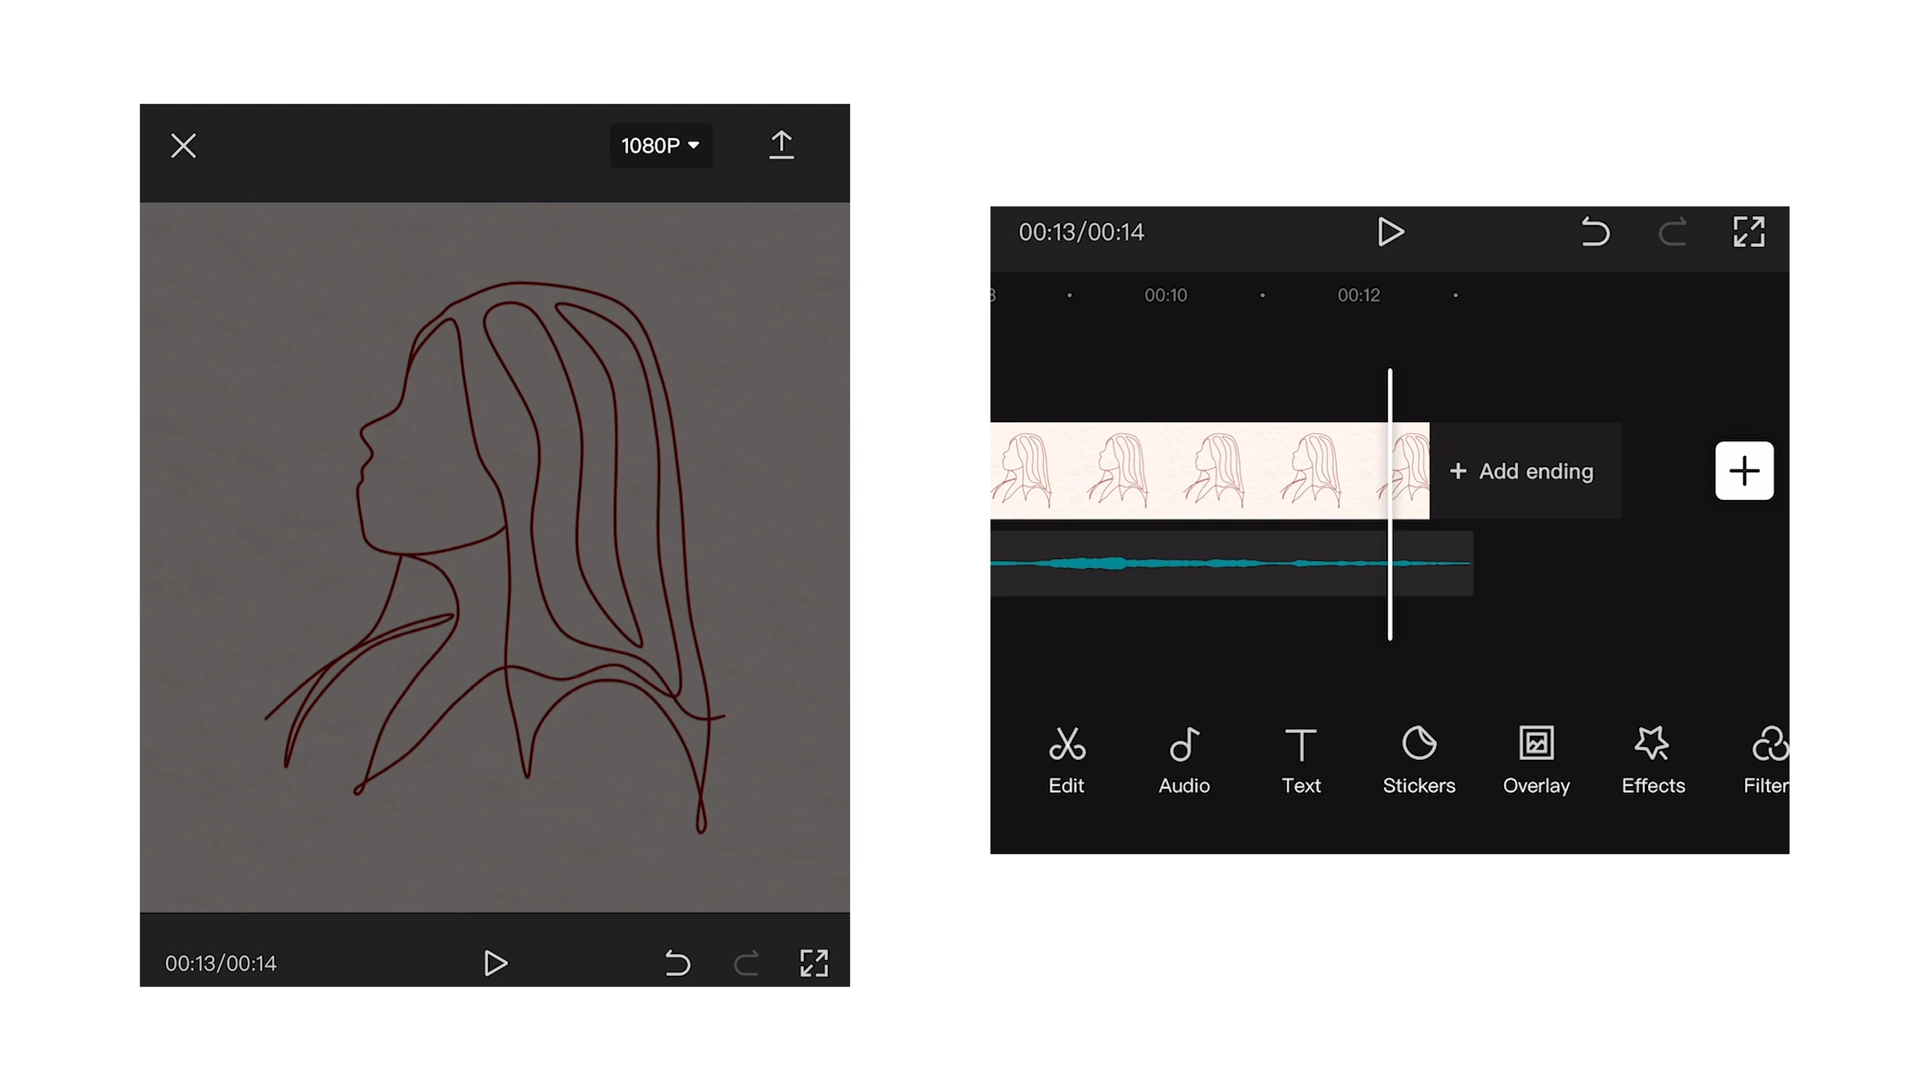 1080P
00:13/00:14
00:13/00:14
00:10
00:12
+ Add ending
Edit
Audio
Text
Stickers
Overlay
Effects
Filter